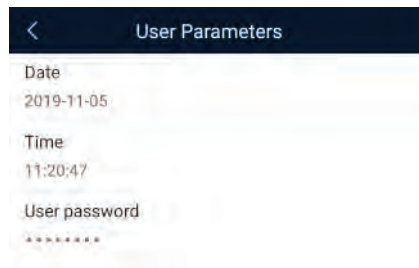 User Parameters
Date
2019-11-05
Time
11:20:47
User password
********